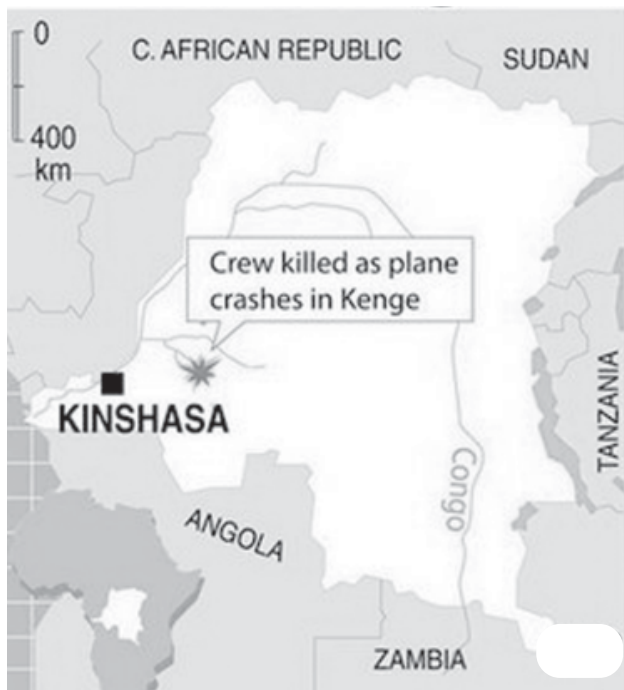 0
C. AFRICAN REPUBLIC
SUDAN
400
km
Crew killed as plane
crashes in Kenge
KINSHASA
TANZANIA
Congo
ANGOLA
ZAMBIA